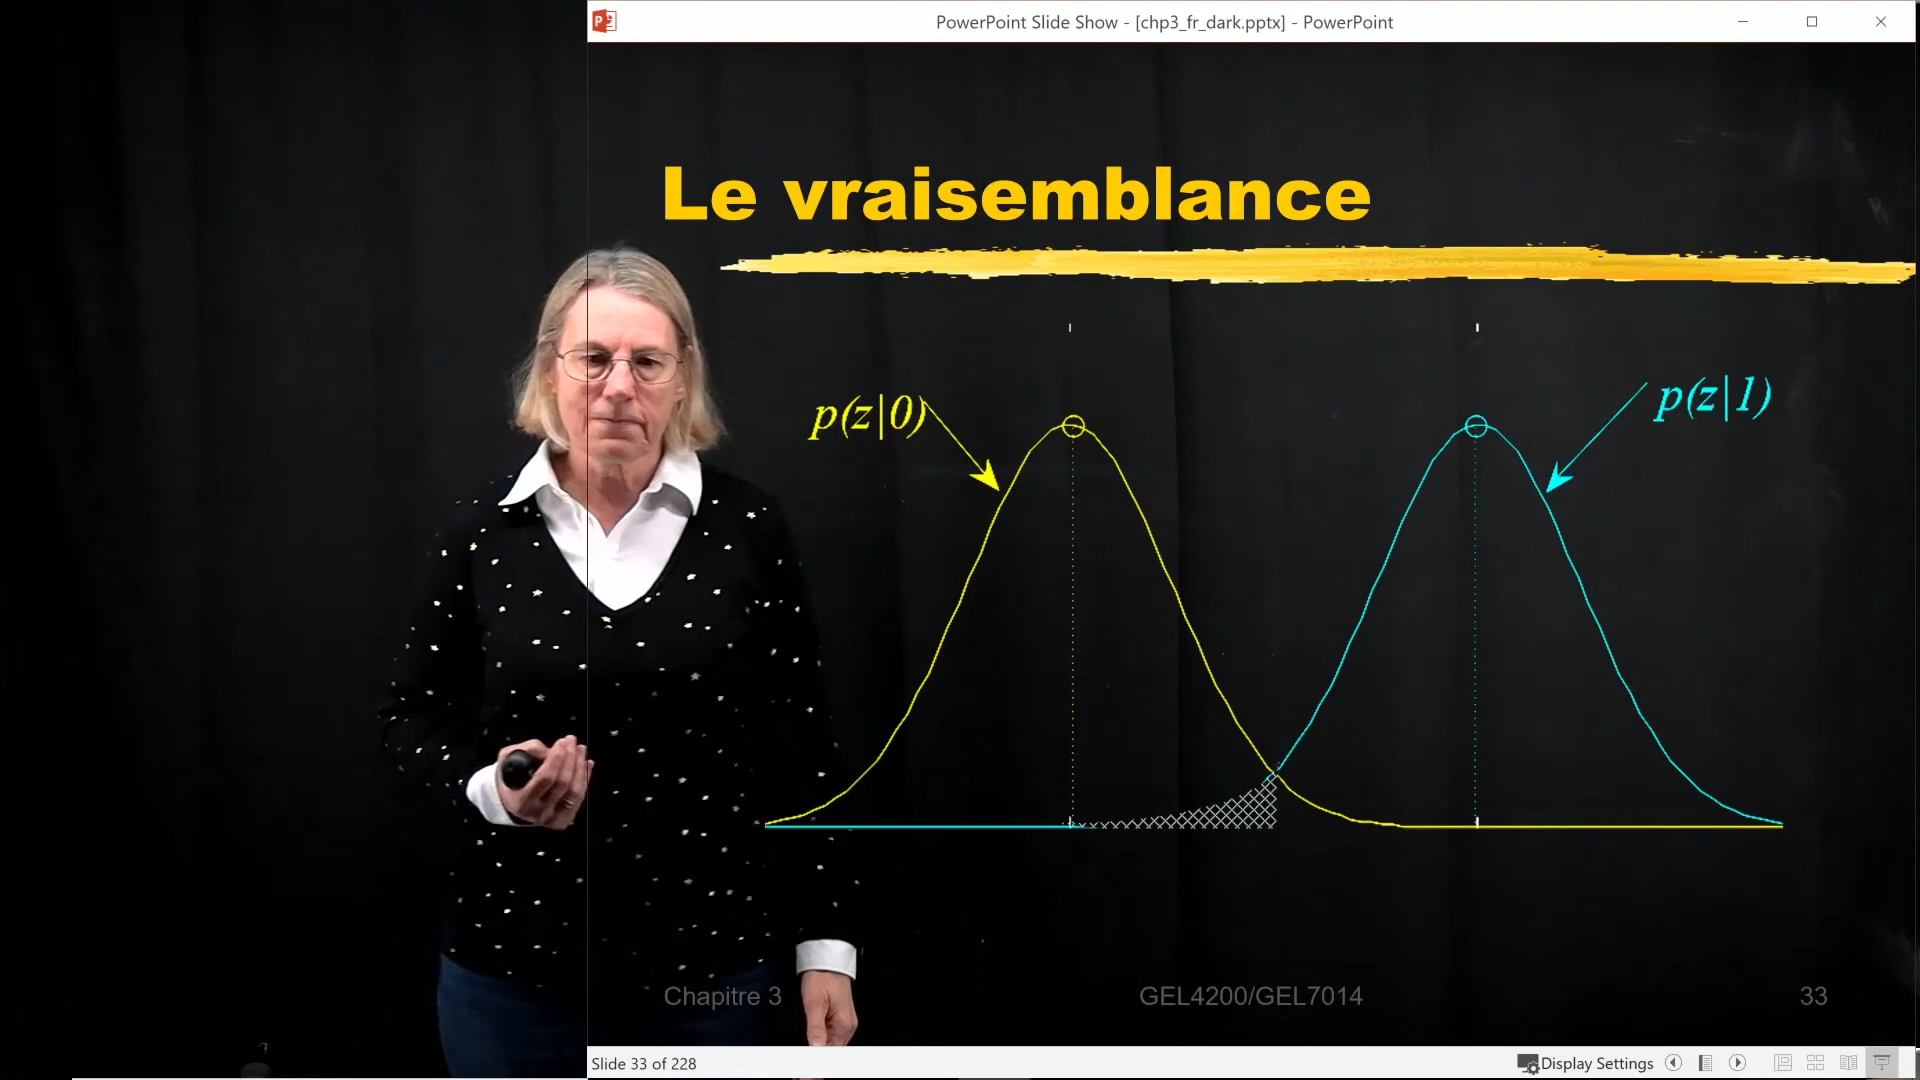 PowerPoint Slide Show - [chp3_fr_dark.pptx] - PowerPoint
Le vraisemblance
p(z|0)
p(z|1)
Chapitre 3
GEL4200/GEL7014
33
Slide 33 of 228
Display Settings